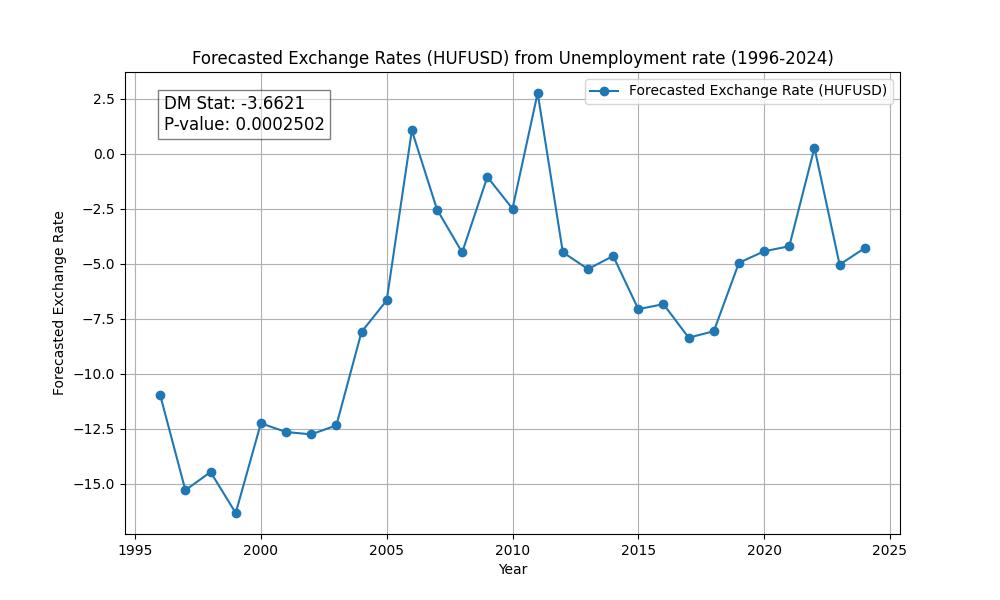 Forecasted Exchange Rates (HUFUSD) from Unemployment rate (1996-2024)
DM Stat: -3.6621
P-value: 0.0002502
Forecasted Exchange Rate (HUFUSD)
Forecasted Exchange Rate
2.5
0.0
−2.5
−5.0
−7.5
−10.0
−12.5
−15.0
1995 2000 2005 2010 2015 2020 2025
Year